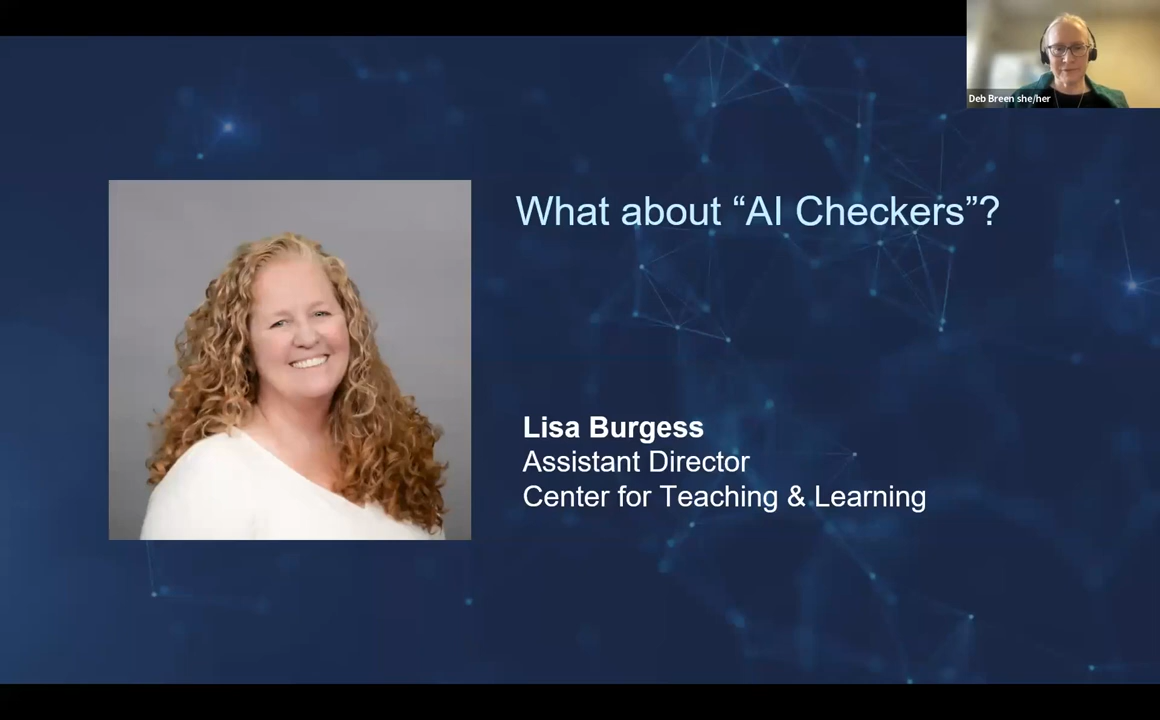 Deb Breen she/her
What about “AI Checkers”?
Lisa Burgess
Assistant Director
Center for Teaching & Learning